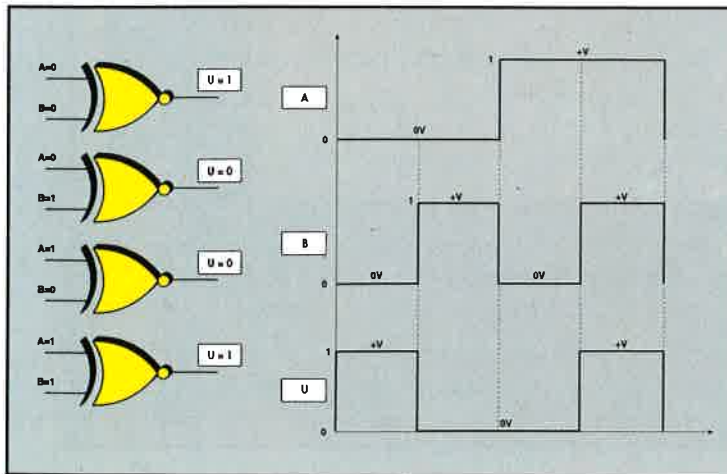 A=0
U = 1
B=0
A=0
U = 0
B=1
A=1
U = 0
B=0
A=1
U = 1
B=1
1
+V
A
0
0V
1
+V
+V
B
0
0V
0V
1
+V
+V
U
0
0V